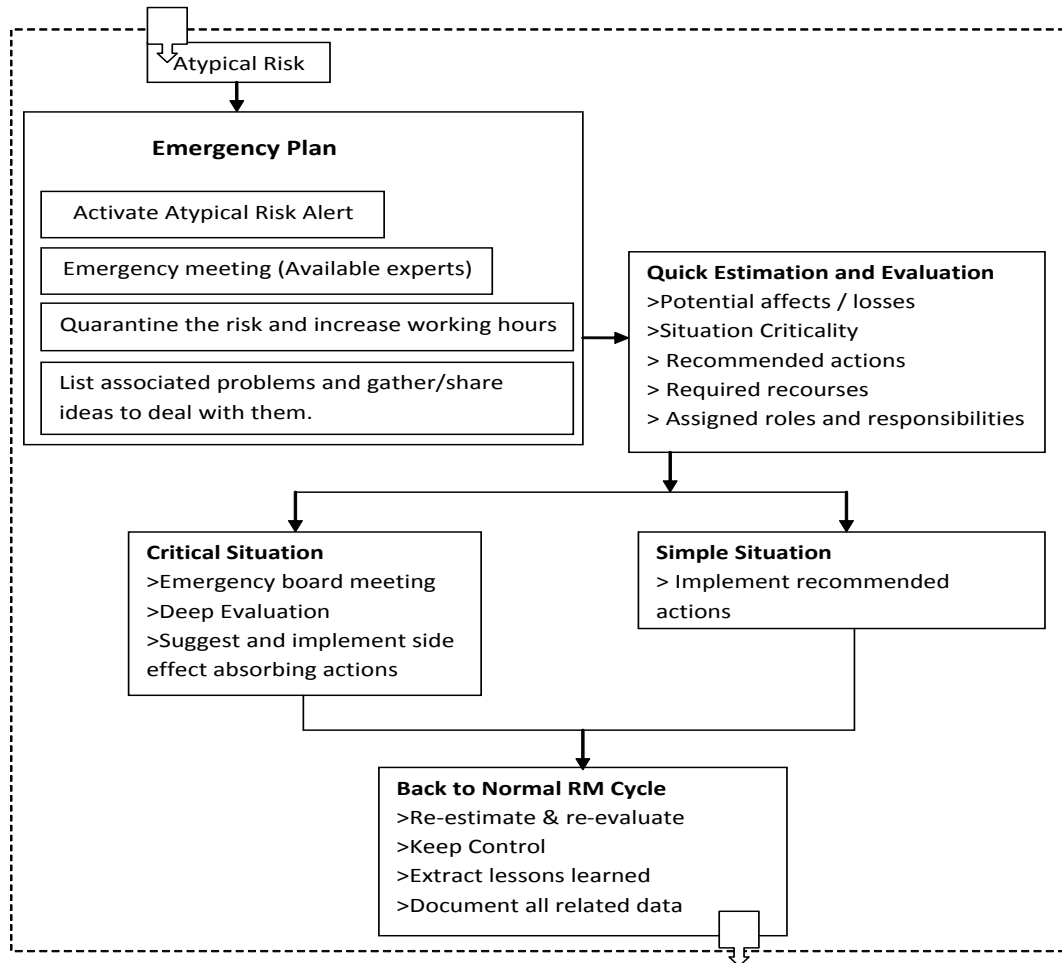 Atypical Risk
Emergency Plan
Activate Atypical Risk Alert
Emergency meeting (Available experts)
Quarantine the risk and increase working hours
List associated problems and gather/share
ideas to deal with them.
Quick Estimation and Evaluation
>Potential affects / losses
>Situation Criticality
> Recommended actions
> Required recourses
> Assigned roles and responsibilities
Critical Situation
>Emergency board meeting
>Deep Evaluation
>Suggest and implement side
effect absorbing actions
Simple Situation
> Implement recommended
actions
Back to Normal RM Cycle
>Re-estimate & re-evaluate
>Keep Control
>Extract lessons learned
>Document all related data